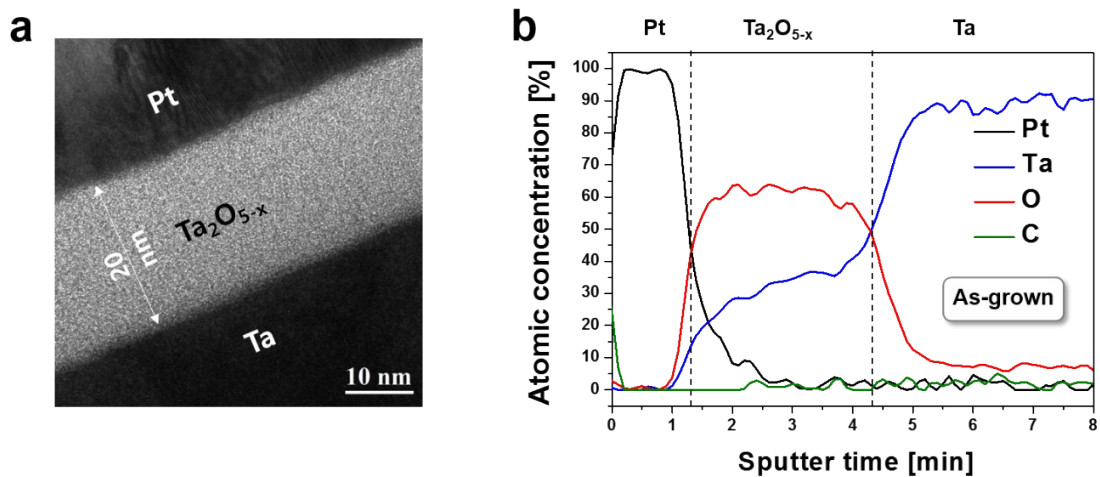 a
Pt
Ta₂O₅₋ₓ
20
nm
Ta
10 nm
b
Pt Ta₂O₅₋ₓ Ta
Atomic concentration [%]
100
90
80
70
60
50
40
30
20
10
0
Pt
Ta
O
C
As-grown
0 1 2 3 4 5 6 7 8
Sputter time [min]